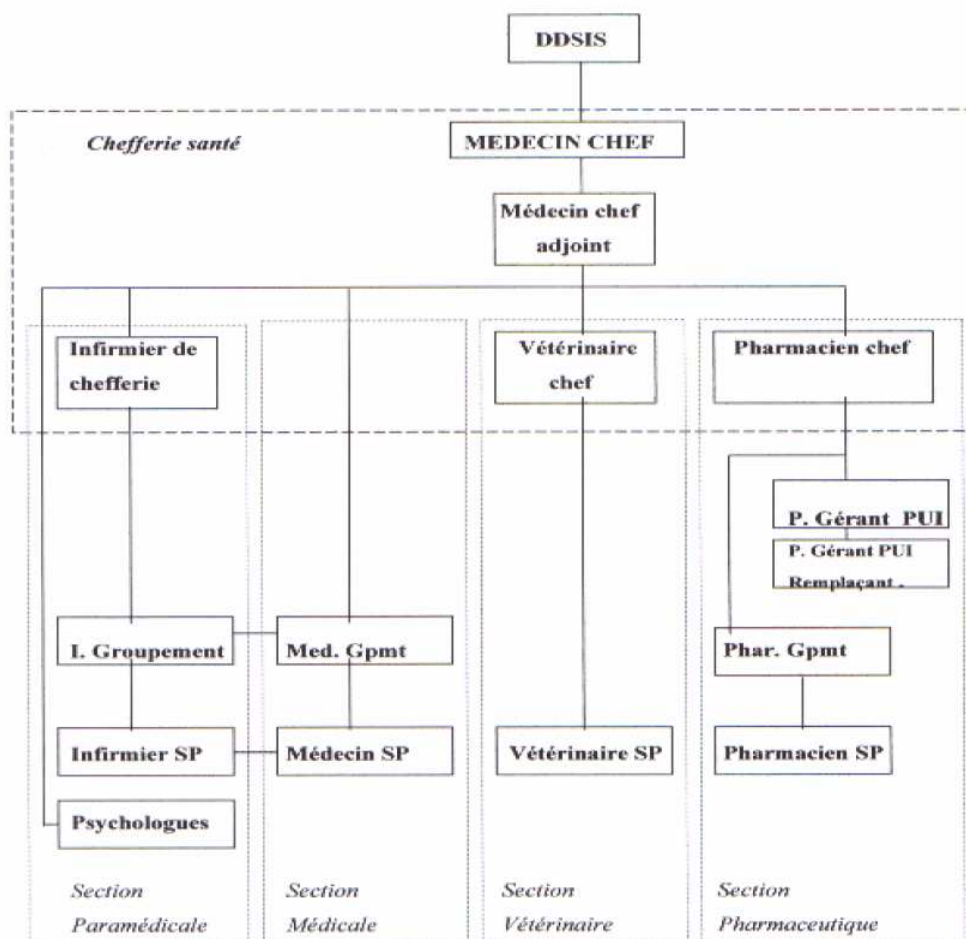 DDSIS
Chefferie santé
MEDECIN CHEF
Médecin chef
adjoint
Infirmier de
chefferie
Vétérinaire
chef
Pharmacien chef
P. Gérant PUI
P. Gérant PUI
Remplaçant .
I. Groupement
Med. Gpmt
Phar. Gpmt
Infirmier SP
Médecin SP
Vétérinaire SP
Pharmacien SP
Psychologues
Section
Paramédicale
Section
Médicale
Section
Vétérinaire
Section
Pharmaceutique